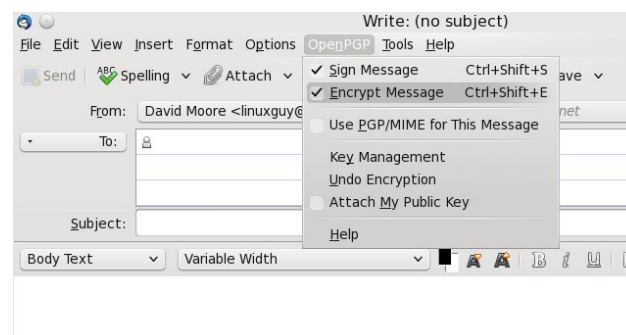 Write: (no subject)
File Edit View Insert Format Options OpenPGP Tools Help
Send ABC Spelling Attach ave
Sign Message Ctrl+Shift+S
Encrypt Message Ctrl+Shift+E
From: David Moore <linuxguy@ net
Use PGP/MIME for This Message
To:
Key Management
Undo Encryption
Attach My Public Key
Subject:
Help
Body Text Variable Width A A B i U